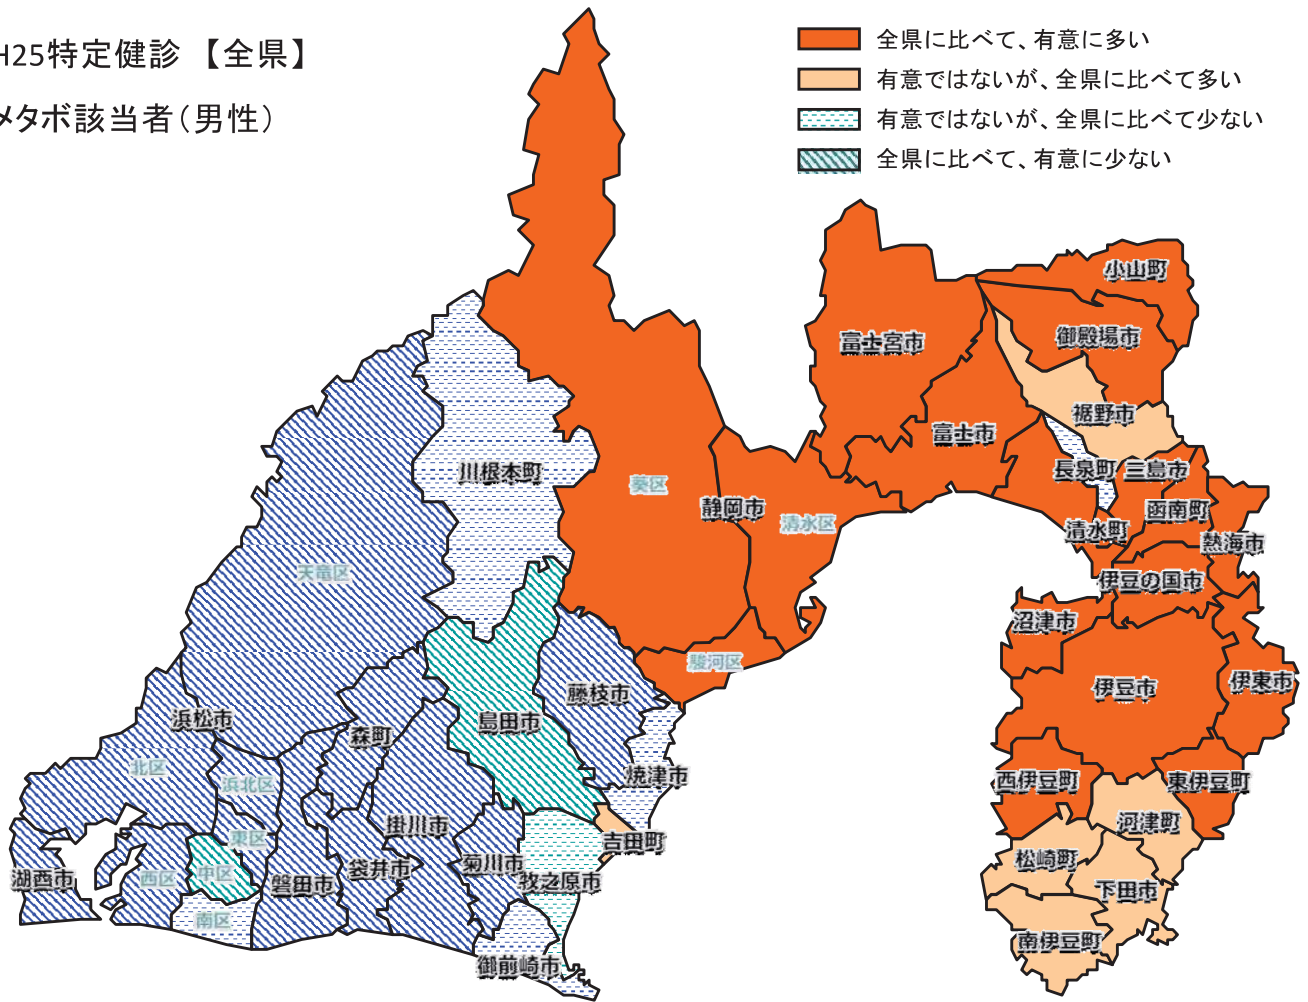 H25特定健診 【全県】
メタボ該当者（男性）
全県に比べて、有意に多い
有意ではないが、全県に比べて多い
有意ではないが、全県に比べて少ない
全県に比べて、有意に少ない
小山町
御殿場市
富士宮市
裾野市
富士市
長泉町
三島市
川根本町
葵区
静岡市
清水区
函南町
清水町
熱海市
天竜区
伊豆の国市
沼津市
駿河区
伊豆市
伊東市
藤枝市
浜松市
島田市
森町
北区
浜北区
焼津市
西伊豆町
東伊豆町
掛川市
東区
河津町
吉田町
松崎町
湖西市
西区
中区
磐田市
袋井市
菊川市
牧之原市
下田市
南区
南伊豆町
御前崎市